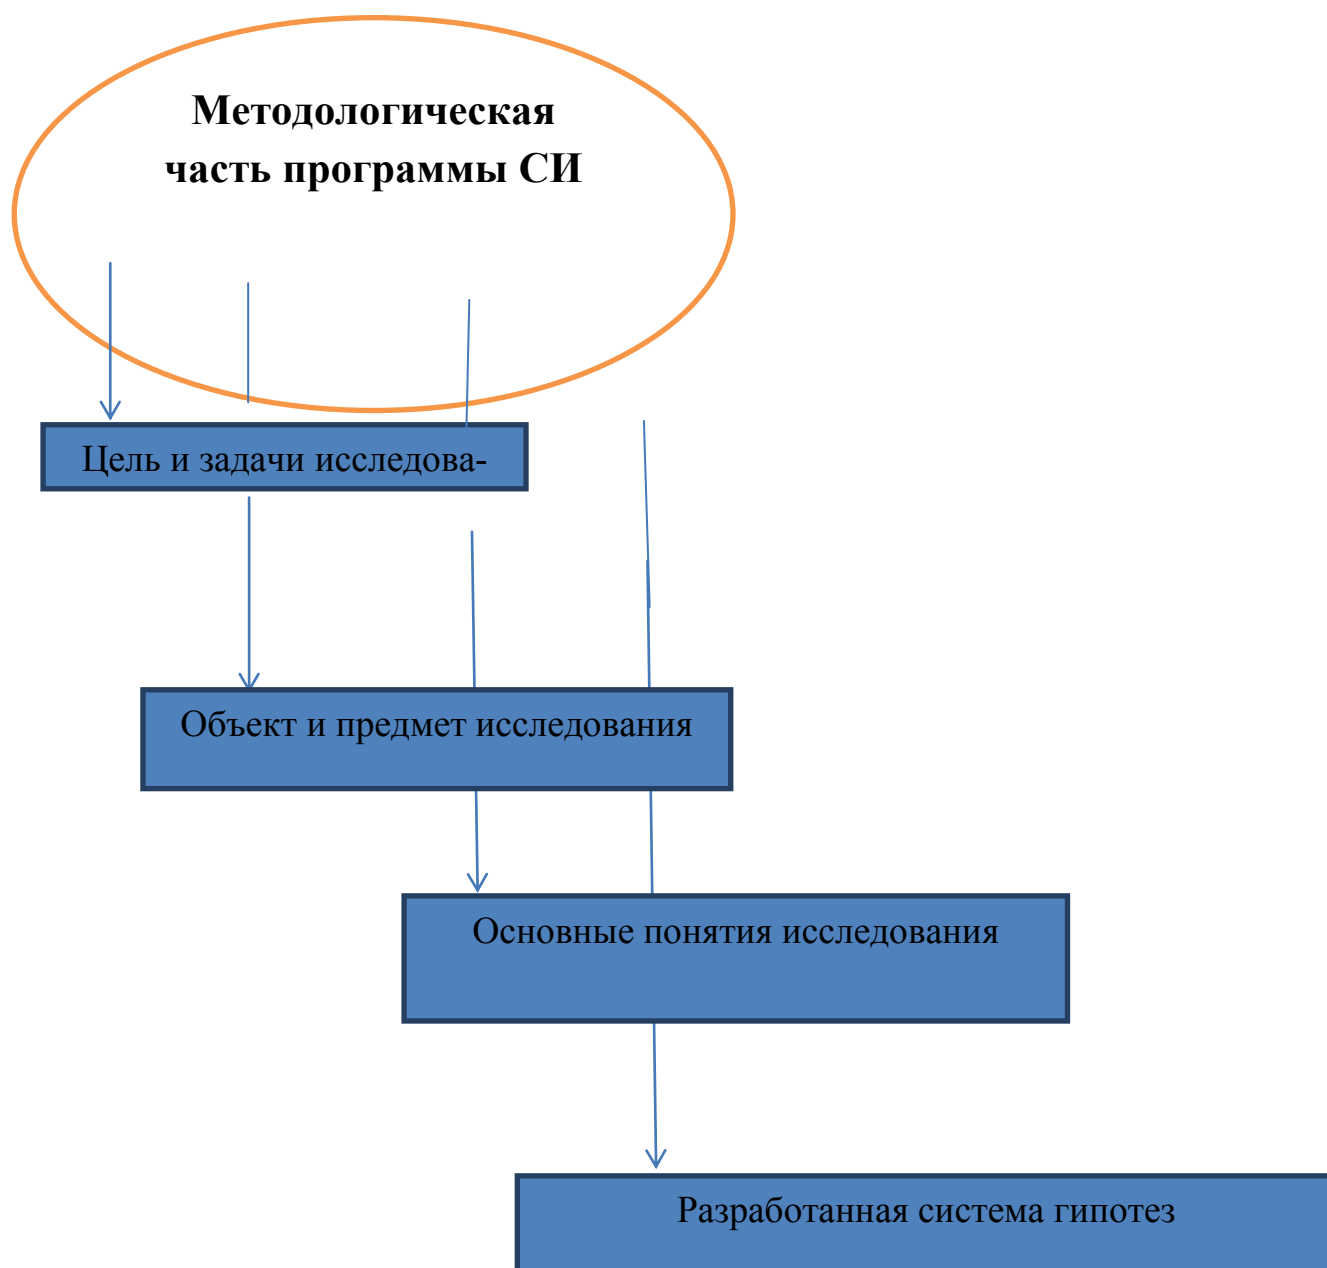 Методологическая
часть программы СИ
Цель и задачи исследова-
Объект и предмет исследования
Основные понятия исследования
Разработанная система гипотез